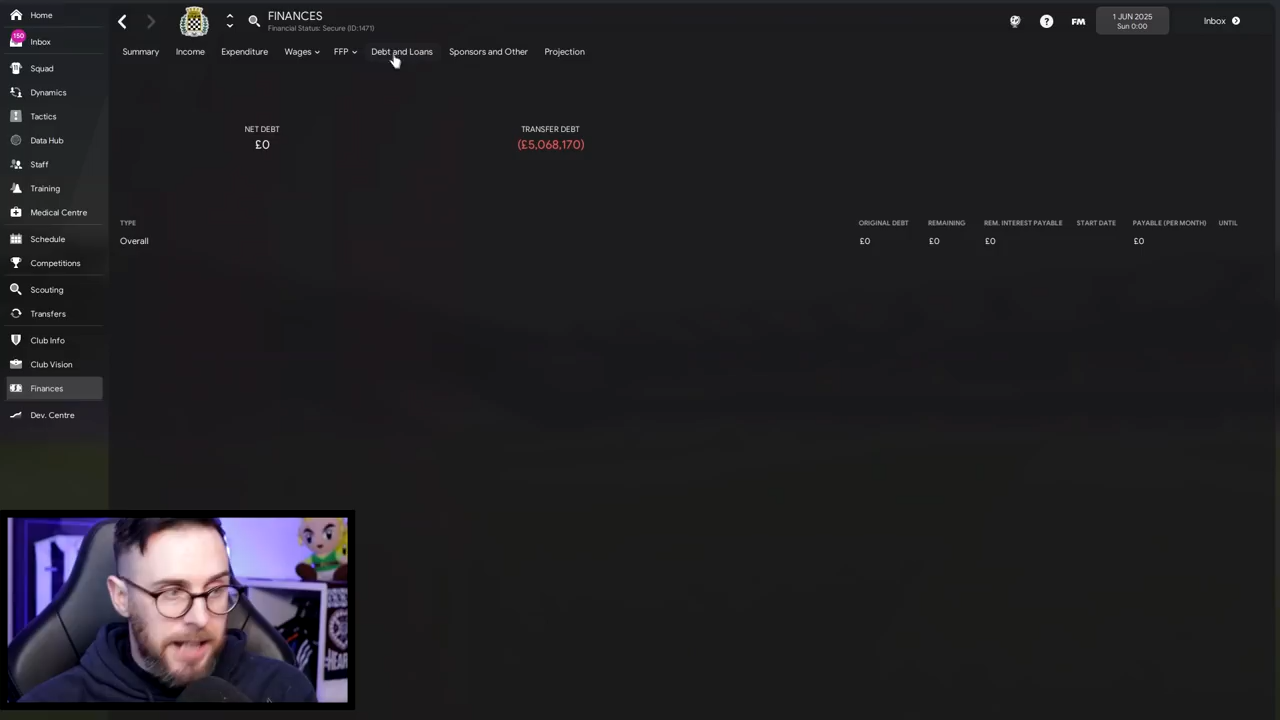 FINANCES
Financial Status: Secure (ID:1471)
FM
1 JUN 2025
Sun 0:00
Inbox
Summary
Income
Expenditure
Wages
FFP
Debt and Loans
Sponsors and Other
Projection
Home
150
Inbox
Squad
Dynamics
Tactics
Data Hub
Staff
Training
Medical Centre
Schedule
Competitions
Scouting
Transfers
Club Info
Club Vision
Finances
Dev. Centre
NET DEBT
£0
TRANSFER DEBT
(£5,068,170)
TYPE ORIGINAL DEBT REMAINING REM. INTEREST PAYABLE START DATE PAYABLE (PER MONTH) UNTIL
Overall £0 £0 £0 £0